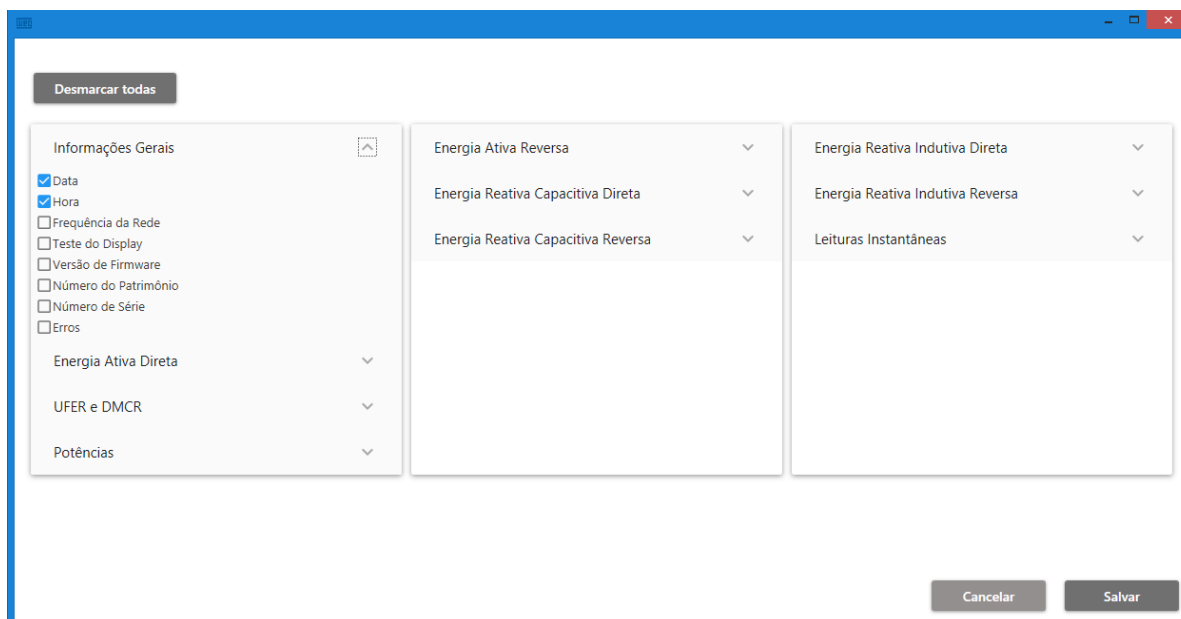 Desmarcar todas
Informações Gerais
Data
Hora
Frequência da Rede
Teste do Display
Versão de Firmware
Número do Patrimônio
Número de Série
Erros
Energia Ativa Direta
UFER e DMCR
Potências
Energia Ativa Reversa
Energia Reativa Capacitiva Direta
Energia Reativa Capacitiva Reversa
Energia Reativa Indutiva Direta
Energia Reativa Indutiva Reversa
Leituras Instantâneas
Cancelar
Salvar